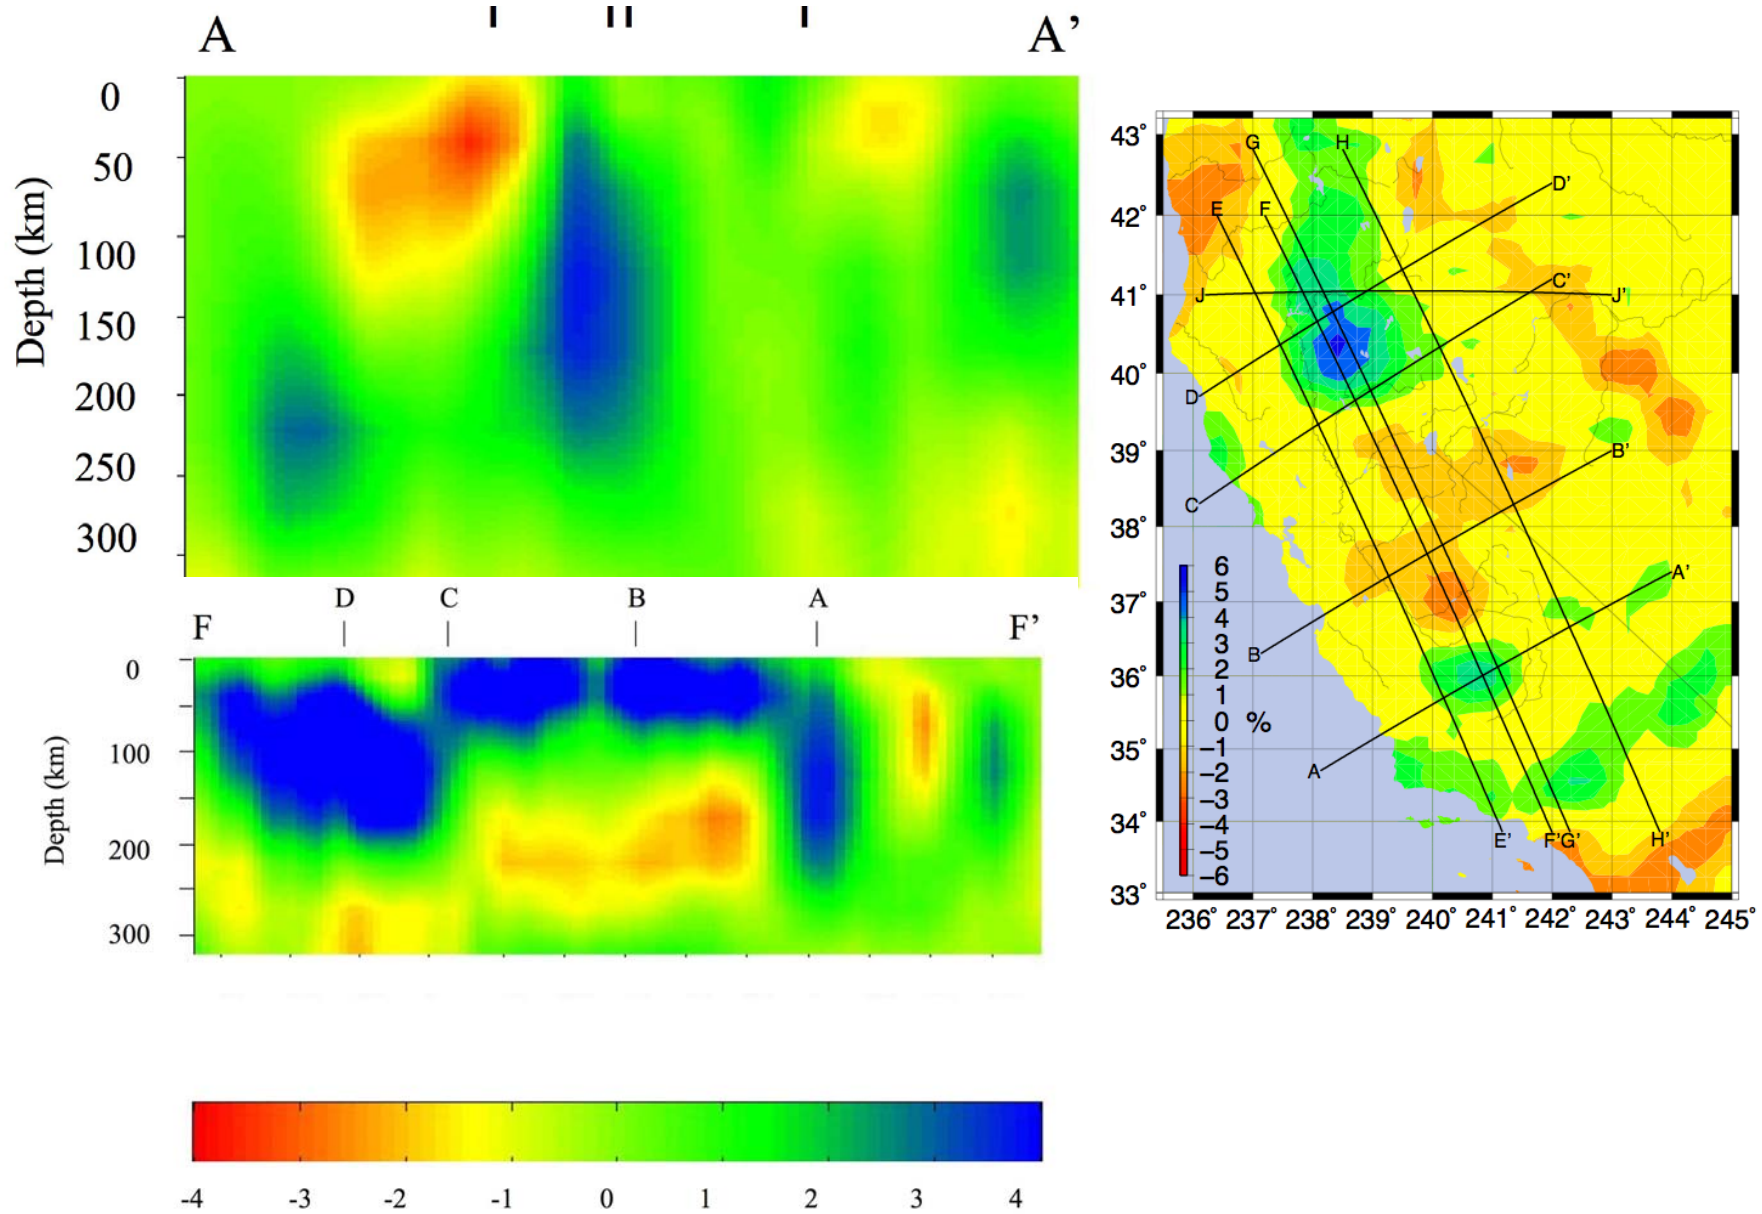 A A’
0
50
100
150
200
250
300
Depth (km)
D C B A
F F’
0
100
200
300
Depth (km)
-4 -3 -2 -1 0 1 2 3 4
43°
42°
41°
40°
39°
38°
37°
36°
35°
34°
33°
236° 237° 238° 239° 240° 241° 242° 243° 244° 245°
G H
D'
E F
C'
J J'
D
B'
C
A'
B
A
E' F' G' H'
6
5
4
3
2
1
0 %
−1
−2
−3
−4
−5
−6